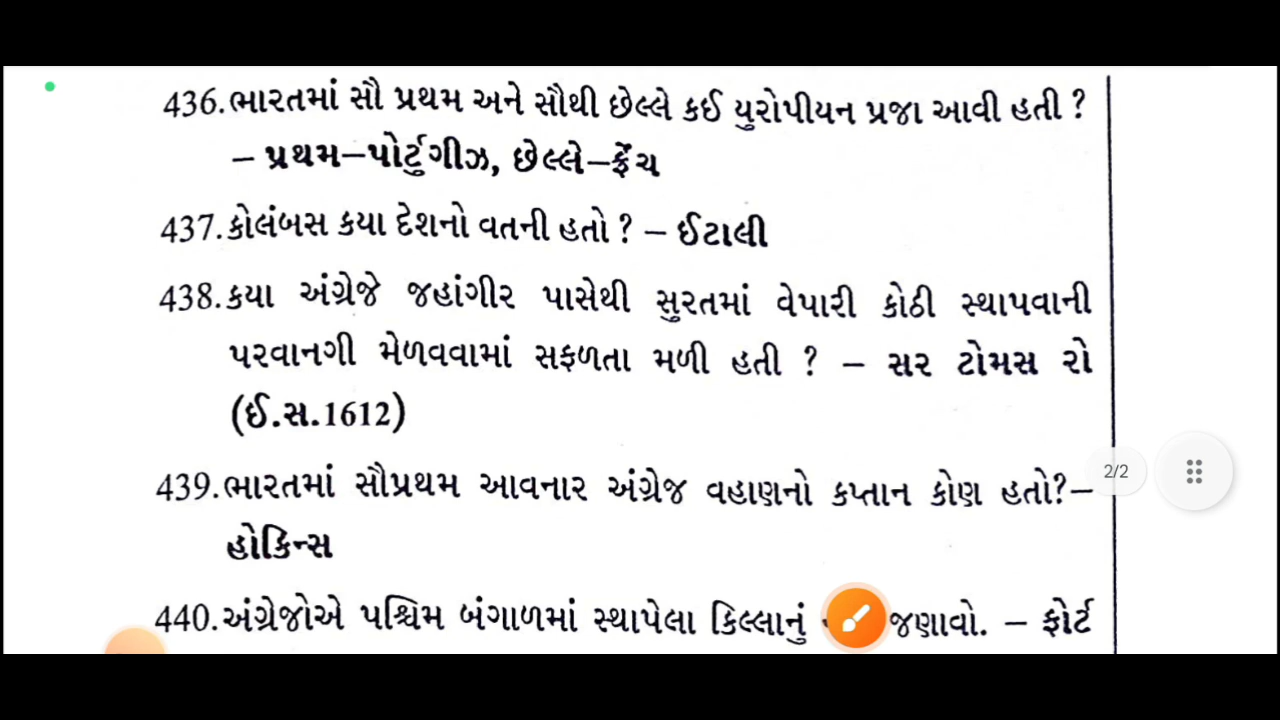 436.ભારતમાં સૌ પ્રથમ અને સૌથી છેલ્લે કઈ યુરોપીયન પ્રજા આવી હતી ?
– પ્રથમ–પોર્ટુગીઝ, છેલ્લે–ફ્રેંચ
437.કોલંબસ કયા દેશનો વતની હતો ? – ઈટાલી
438.કયા અંગ્રેજે જહાંગીર પાસેથી સુરતમાં વેપારી કોઠી સ્થાપવાની
પરવાનગી મેળવવામાં સફળતા મળી હતી ? – સર ટોમસ રો
(ઈ.સ.1612)
439.ભારતમાં સૌપ્રથમ આવનાર અંગ્રેજ વહાણનો કપ્તાન કોણ હતો?–
2/2
હોકિન્સ
440.અંગ્રેજોએ પશ્ચિમ બંગાળમાં સ્થાપેલા કિલ્લાનું જણાવો. – ફોર્ટ